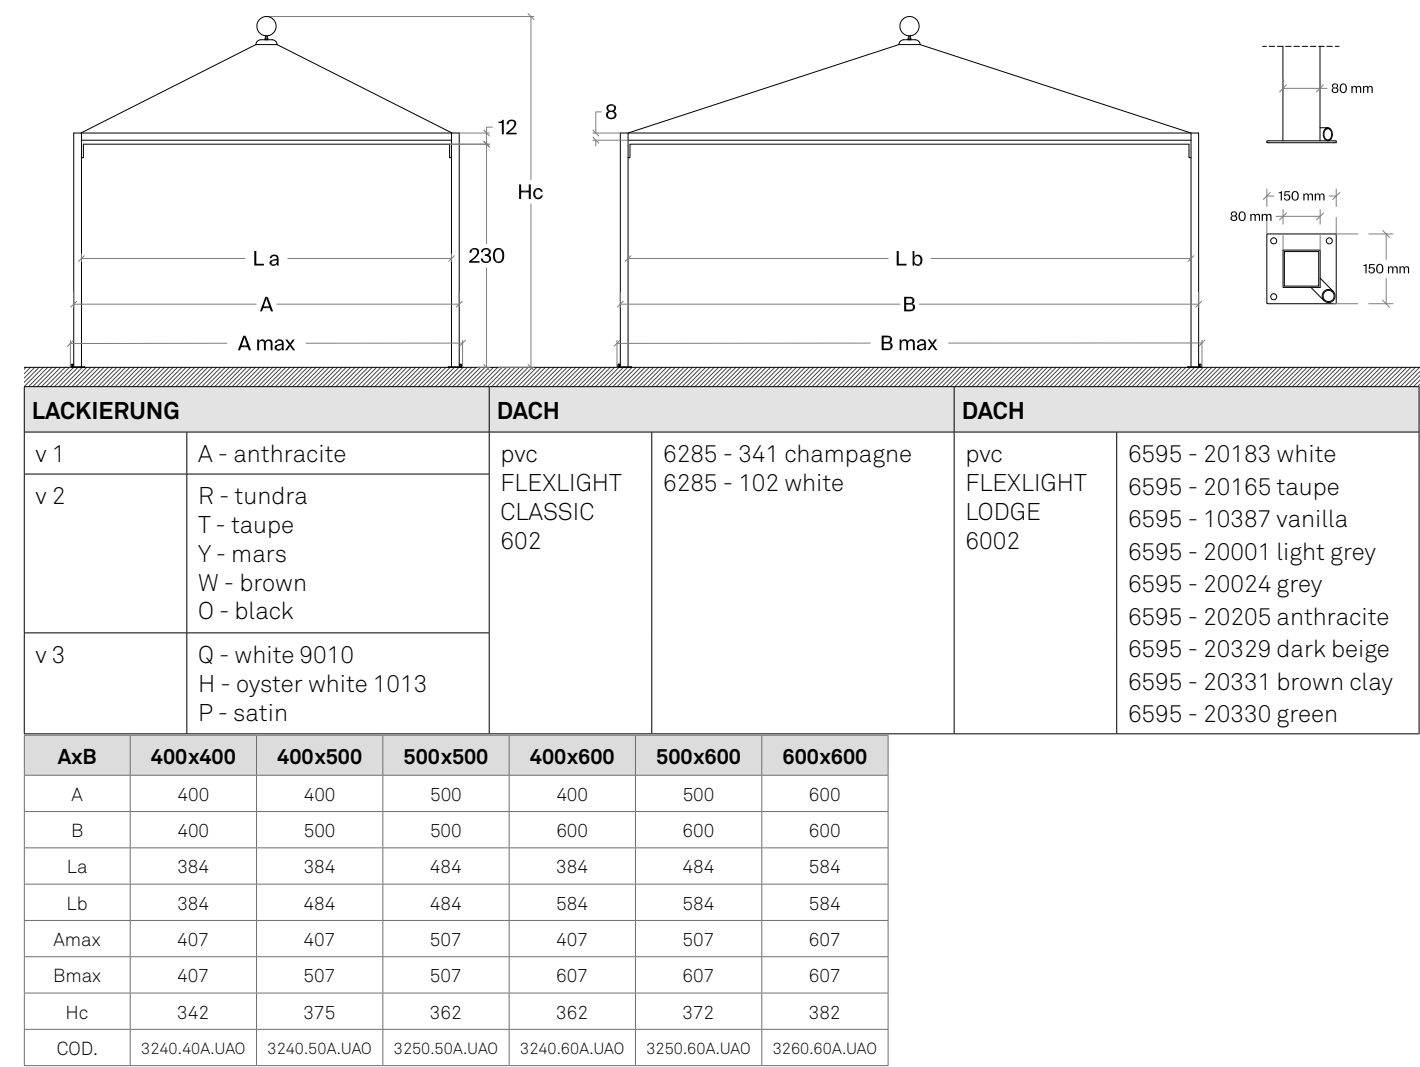 12
Hc
230
L a
A
A max
8
L b
B
B max
80 mm
150 mm
80 mm
150 mm
LACKIERUNG
v 1
A - anthracite
v 2
R - tundra
T - taupe
Y - mars
W - brown
O - black
v 3
Q - white 9010
H - oyster white 1013
P - satin
DACH
pvc
FLEXLIGHT
CLASSIC
602
6285 - 341 champagne
6285 - 102 white
DACH
pvc
FLEXLIGHT
LODGE
6002
6595 - 20183 white
6595 - 20165 taupe
6595 - 10387 vanilla
6595 - 20001 light grey
6595 - 20024 grey
6595 - 20205 anthracite
6595 - 20329 dark beige
6595 - 20331 brown clay
6595 - 20330 green
AxB 400x400 400x500 500x500 400x600 500x600 600x600
A 400 400 500 400 500 600
B 400 500 500 600 600 600
La 384 384 484 384 484 584
Lb 384 484 484 584 584 584
Amax 407 407 507 407 507 607
Bmax 407 507 507 607 607 607
Hc 342 375 362 362 372 382
COD. 3240.40A.UAO 3240.50A.UAO 3250.50A.UAO 3240.60A.UAO 3250.60A.UAO 3260.60A.UAO